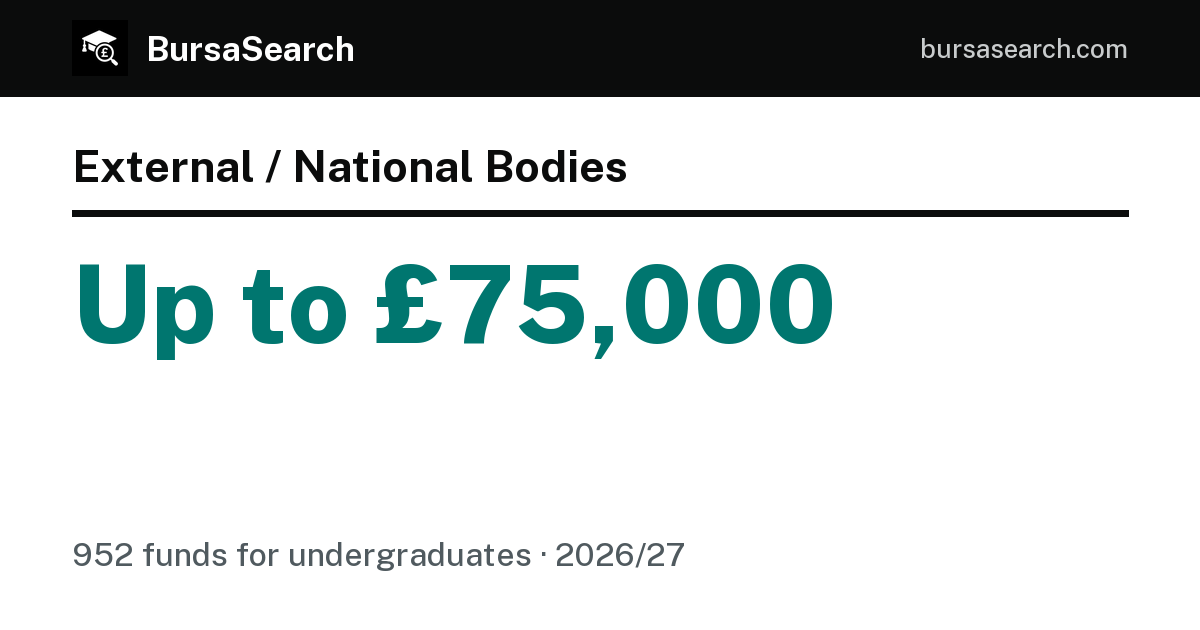 BursaSearch
bursasearch.com
External / National Bodies
Up to £75,000
952 funds for undergraduates · 2026/27